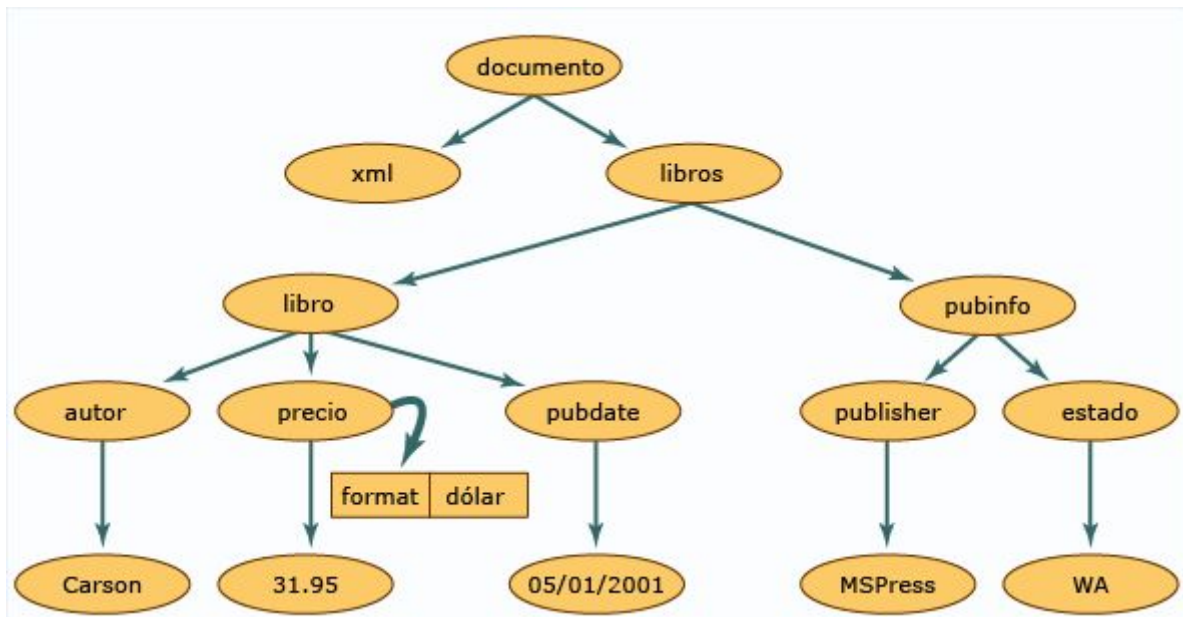 documento
xml
libros
libro
pubinfo
autor
precio
pubdate
publisher
estado
format
dólar
Carson
31.95
05/01/2001
MSPress
WA